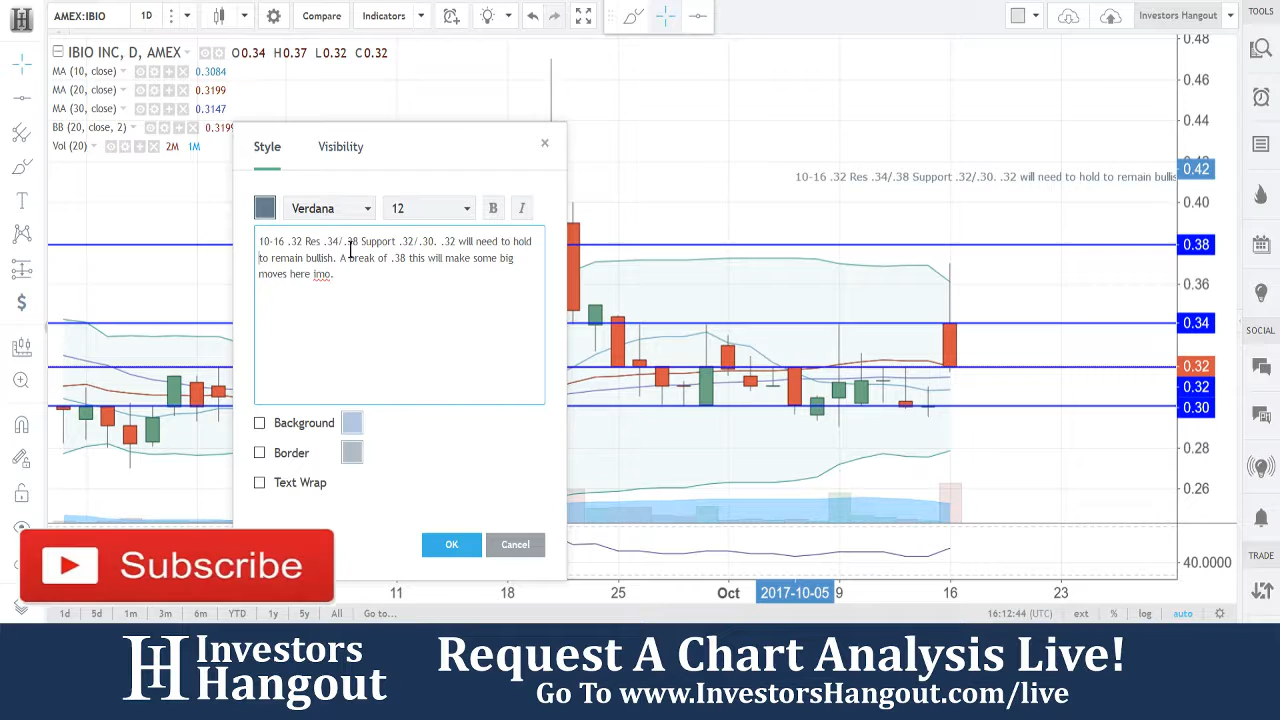 AMEX:IBIO
1D
Compare
Indicators
Investors Hangout
TOOLS
IBIO INC, D, AMEX
O0.34 H0.37 L0.32 C0.32
MA (10, close)
0.3084
MA (20, close)
0.3199
MA (30, close)
0.3147
BB (20, close, 2)
0.3199
Vol (20)
2M
1M
Style
Visibility
×
Verdana
12
B
I
10-16 .32 Res .34/.38 Support .32/.30. .32 will need to hold
to remain bullish. A break of .38 this will make some big
moves here imo.
Background
Border
Text Wrap
OK
Cancel
10-16 .32 Res .34/.38 Support .32/.30. .32 will need to hold to remain bullis
0.48
0.46
0.44
0.42
0.40
0.38
0.36
0.34
0.32
0.32
0.30
0.28
0.26
40.0000
SOCIAL
TRADE
11
18
25
Oct
2017-10-05
9
16
23
1d
5d
1m
3m
6m
YTD
1y
5y
All
Go to...
16:12:44 (UTC)
ext
%
log
auto
Subscribe
Investors
Hangout
Request A Chart Analysis Live!
Go To www.InvestorsHangout.com/live